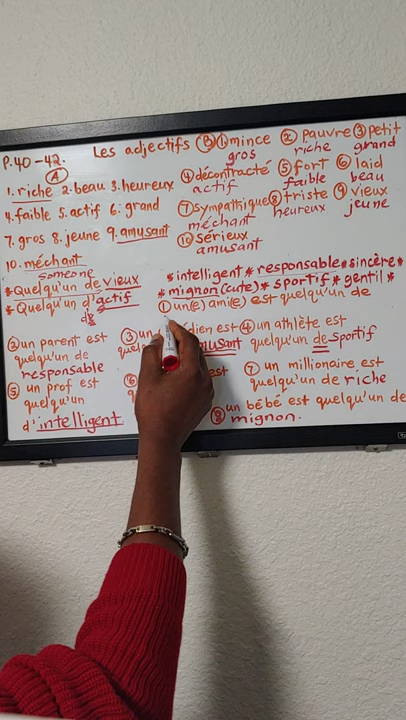 Les adjectifs
P.40-42.
A
1. riche 2. beau 3. heureux
4. faible 5. actif 6. grand
7. gros 8. jeune 9. amusant
10. méchant
someone
* Quelqu'un de vieux
* Quelqu'un d'actif
B ① mince ② pauvre ③ petit
gros riche grand
④ décontracté ⑤ fort ⑥ laid
actif faible beau
⑦ sympathique ⑧ triste ⑨ vieux
méchant heureux jeune
⑩ Sérieux
amusant
* intelligent * responsable * sincère *
* mignon (cute) * sportif * gentil *
① un(e) ami(e) est quelqu'un de
② un parent est
quelqu'un de
responsable
③ un dien est
amusant
④ un athlète est
quelqu'un de sportif
⑤ un prof est
quelqu'un
d'intelligent
est
⑦ un millionaire est
quelqu'un de riche
⑧ un bébé est quelqu'un de
mignon.